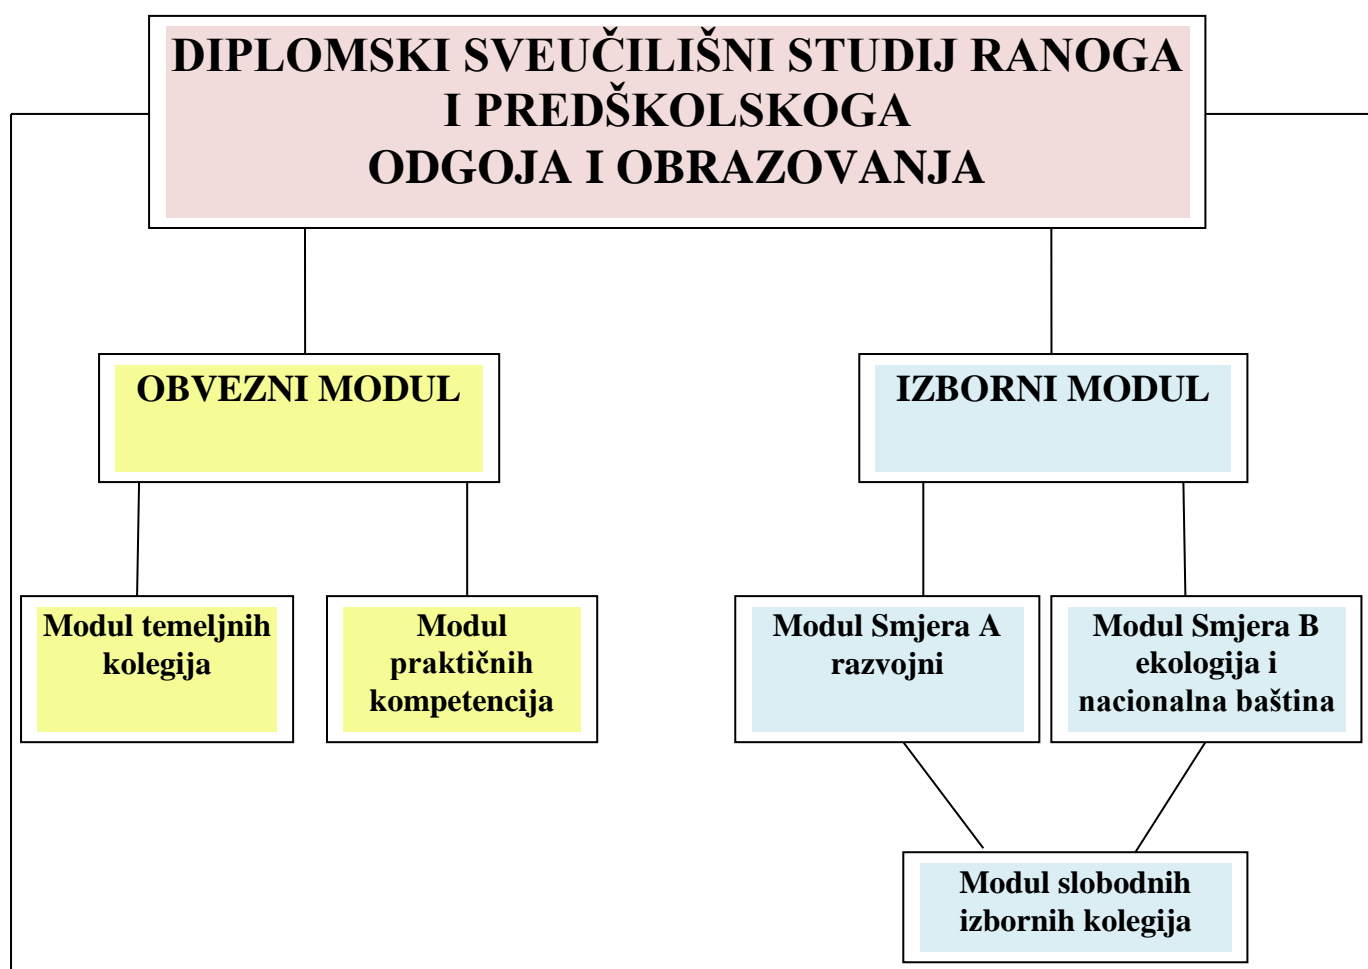 DIPLOMSKI SVEUČILIŠNI STUDIJ RANOGA
I PREDŠKOLSKOGA
ODGOJA I OBRAZOVANJA
OBVEZNI MODUL
IZBORNI MODUL
Modul temeljnih
kolegija
Modul
praktičnih
kompetencija
Modul Smjera A
razvojni
Modul Smjera B
ekologija i
nacionalna baština
Modul slobodnih
izbornih kolegija